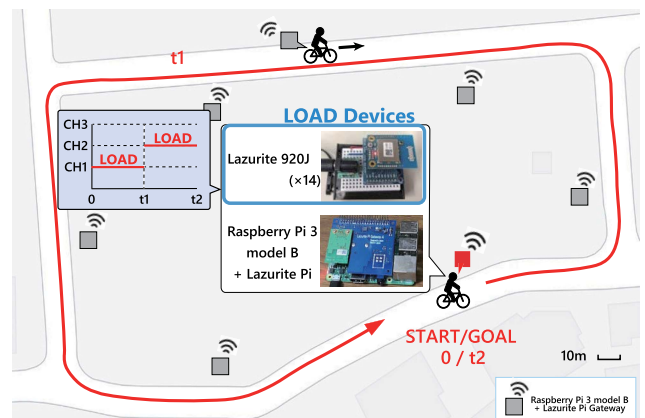 t1
LOAD Devices
CH3
CH2
CH1
LOAD
LOAD
0
t1
t2
Lazurite 920J
(×14)
Raspberry Pi 3
model B
+ Lazurite Pi
START/GOAL
0 / t2
10m
Raspberry Pi 3 model B
+ Lazurite Pi Gateway